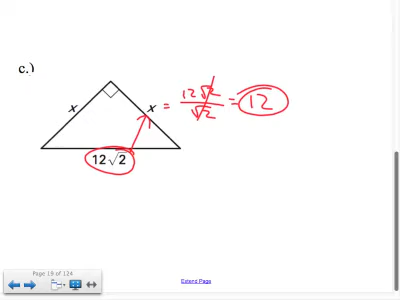 c.)
x
x = 12√2 / √2 = 12
12√2
Page 19 of 124
Extend Page